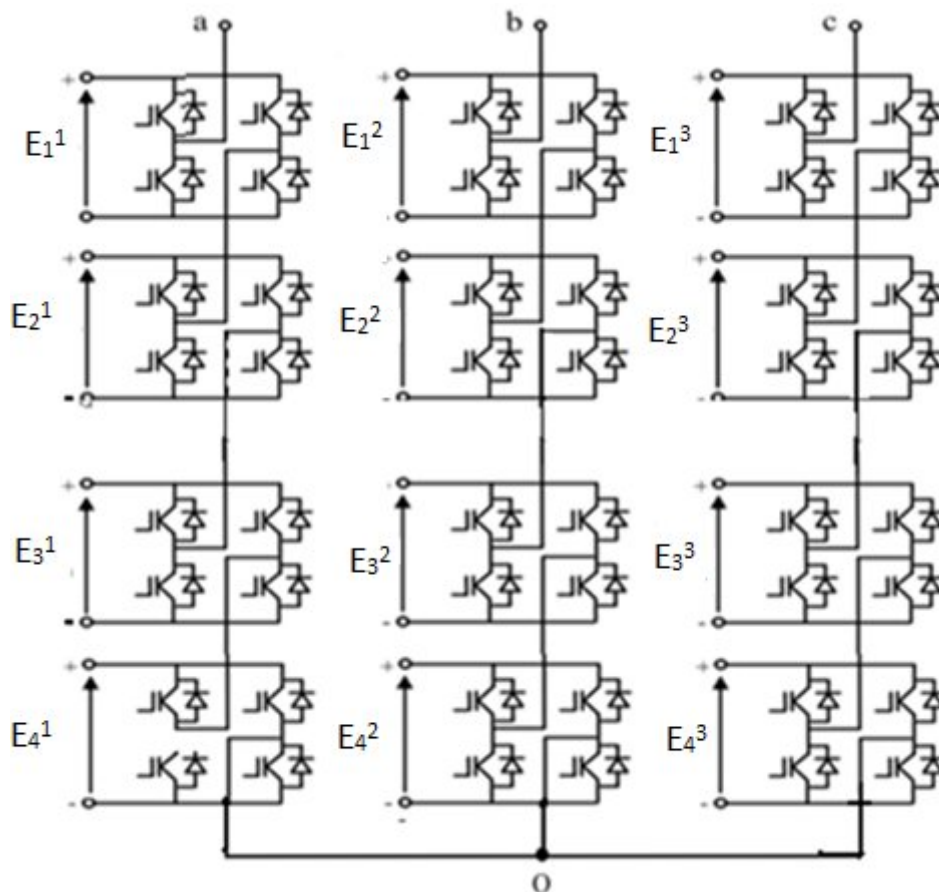 a b c
+ + +
E₁¹ E₁² E₁³
- -
+ + +
E₂¹ E₂² E₂³
- - -
+ +
E₃¹ E₃² E₃³
- - -
+ + +
E₄¹ E₄² E₄³
- - -
-
O